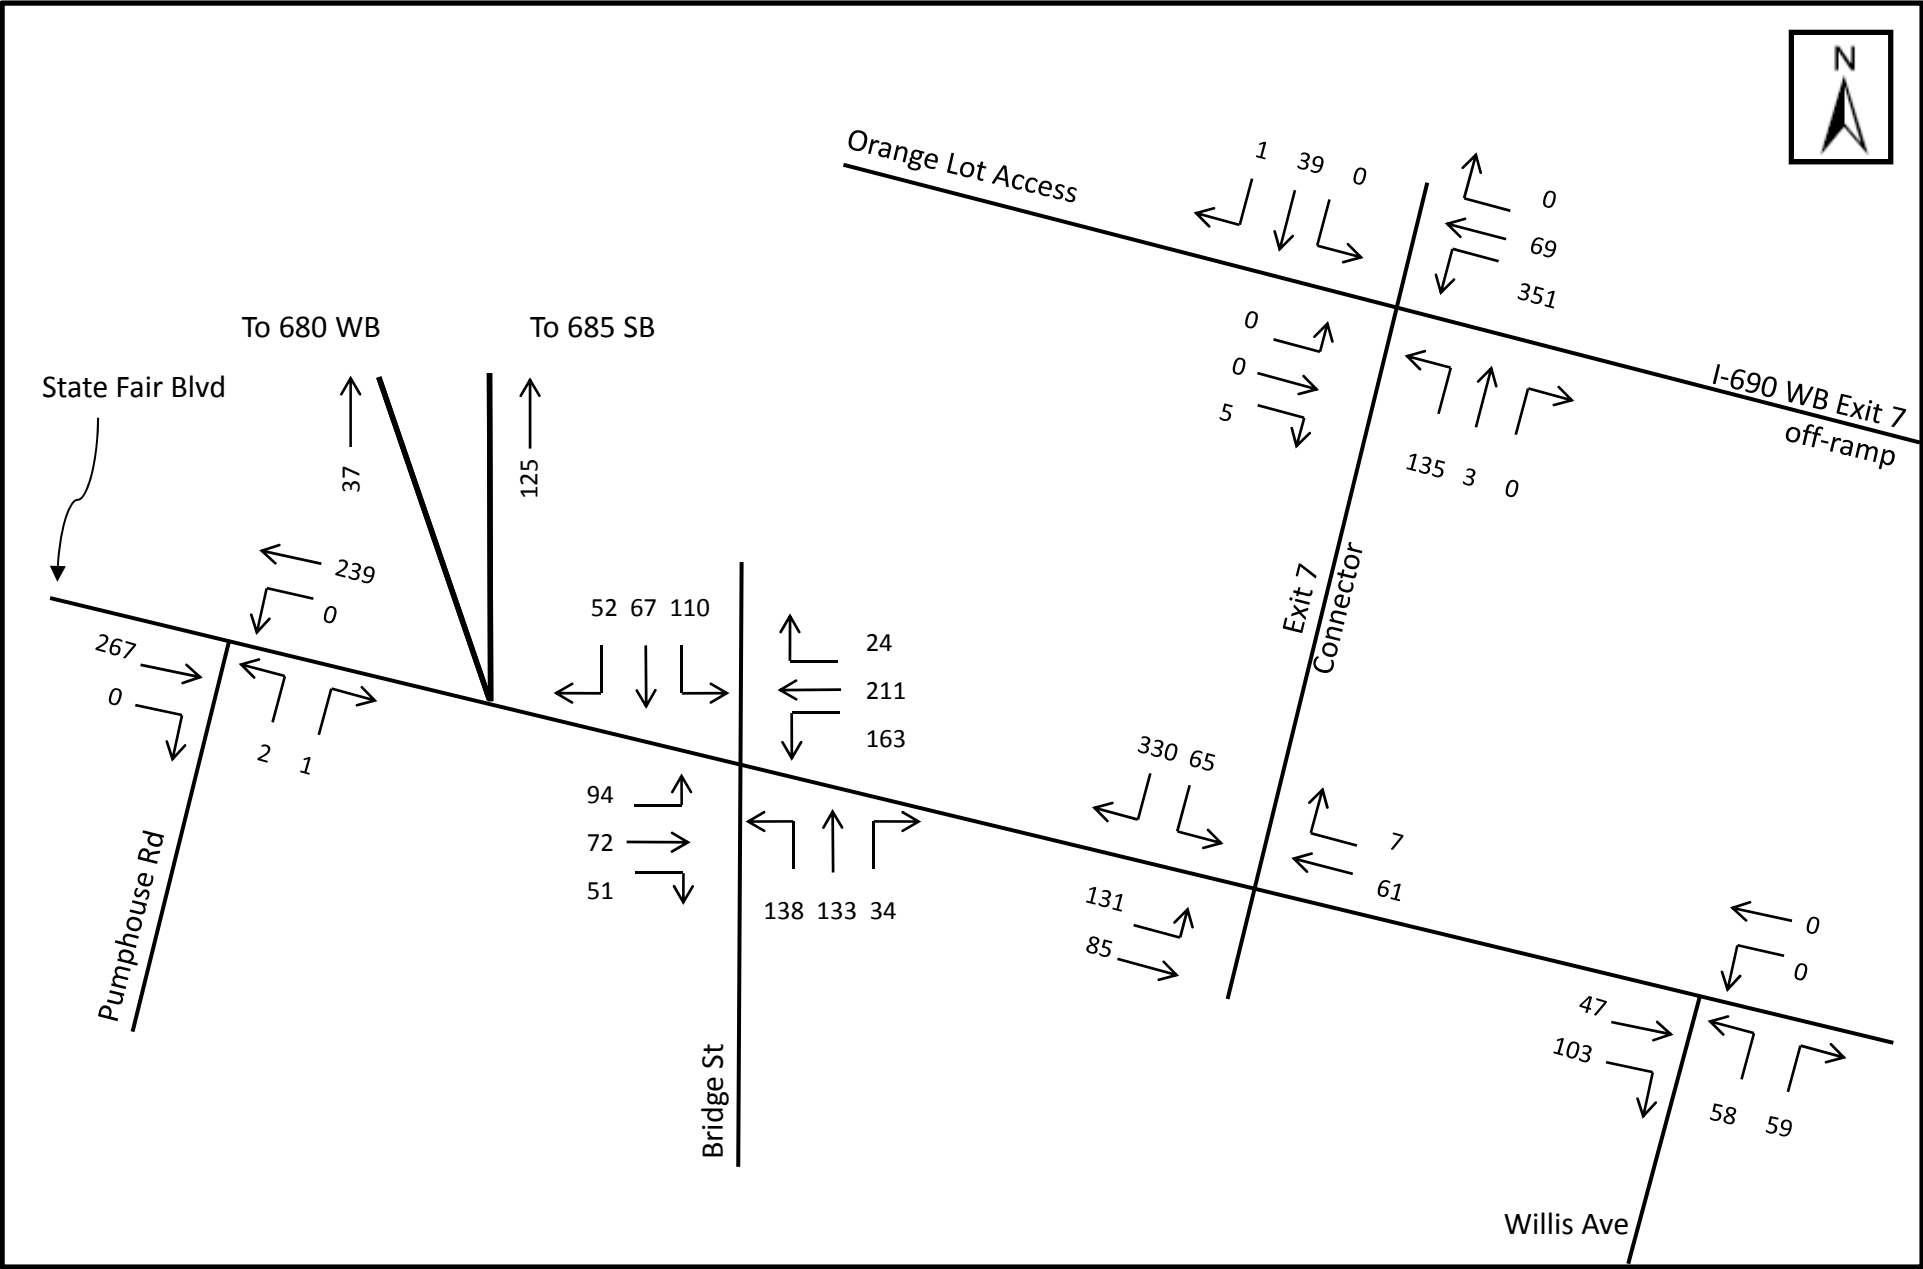 N
Orange Lot Access
1 39 0
0
69
351
0
0
5
135 3 0
I-690 WB Exit 7
off-ramp
To 680 WB
To 685 SB
State Fair Blvd
37
125
239
0
267
0
2 1
52 67 110
24
211
163
94
72
51
138 133 34
Exit 7
Connector
330 65
7
61
131
85
0
0
47
103
58 59
Pumphouse Rd
Bridge St
Willis Ave